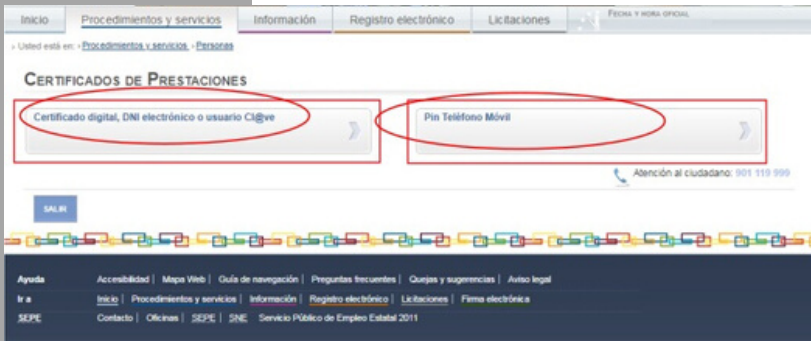 Inicio Procedimientos y servicios Información Registro electrónico Licitaciones FECHA Y HORA OFICIAL
› Usted está en: › Procedimientos y servicios › Personas
CERTIFICADOS DE PRESTACIONES
Certificado digital, DNI electrónico o usuario Cl@ve Pin Teléfono Móvil
Atención al ciudadano: 901 119 999
SALIR
Ayuda Accesibilidad | Mapa Web | Guía de navegación | Preguntas frecuentes | Quejas y sugerencias | Aviso legal
Ir a Inicio | Procedimientos y servicios | Información | Registro electrónico | Licitaciones | Firma electrónica
SEPE Contacto | Oficinas | SEPE | SNE Servicio Público de Empleo Estatal 2011